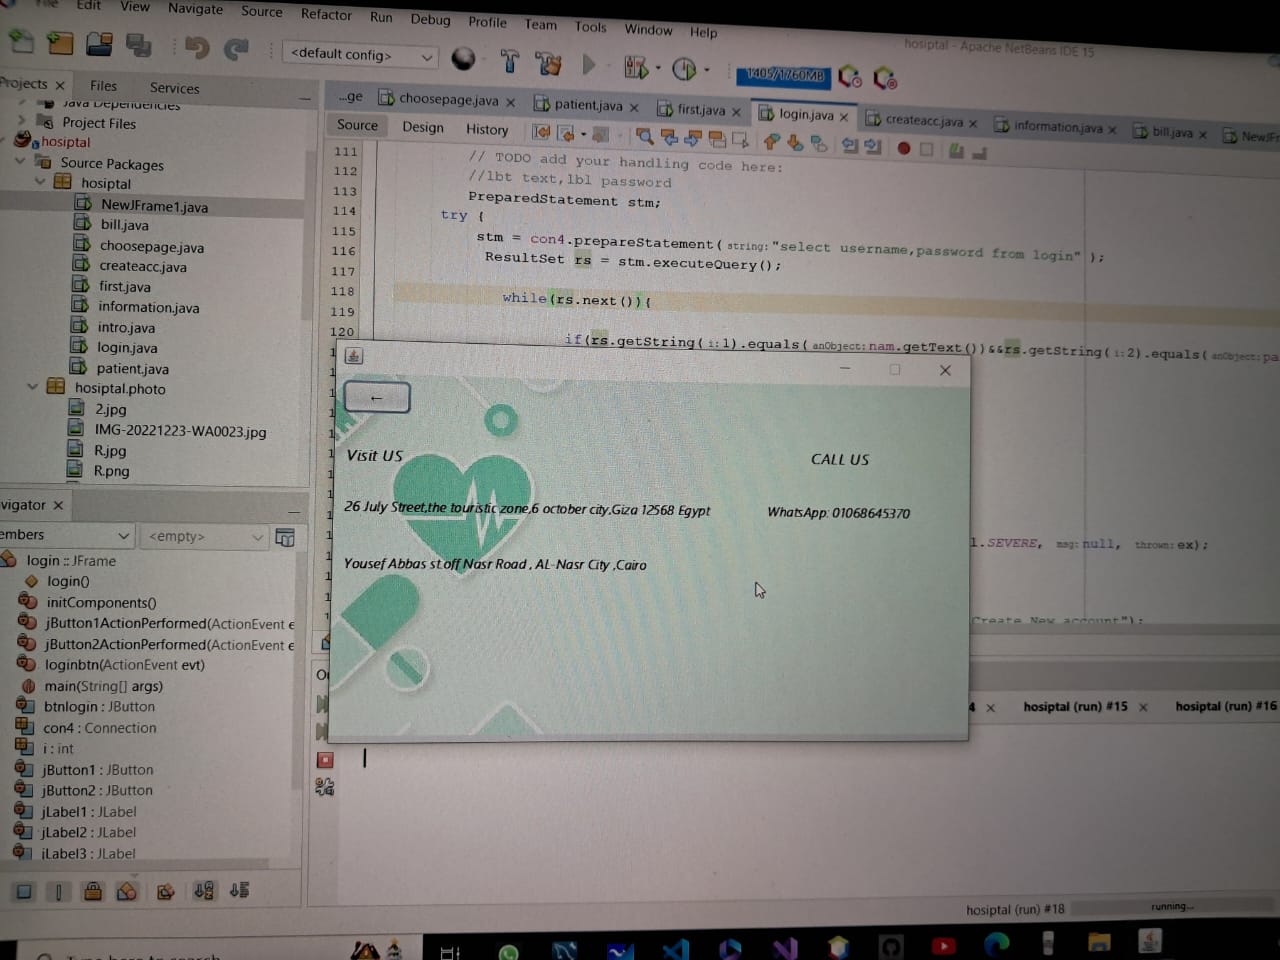 Edit View Navigate Source Refactor Run Debug Profile Team Tools Window Help
hosiptal - Apache NetBeans IDE 15
<default config>
1405/1760MB
Projects Files Services
...ge choosepage.java patient.java first.java login.java createacc.java information.java bill.java
Source Design History
Java Dependencies
Project Files
hosiptal
Source Packages
hosiptal
NewJFrame1.java
bill.java
choosepage.java
createacc.java
first.java
information.java
intro.java
login.java
patient.java
hosiptal.photo
2.jpg
IMG-20221223-WA0023.jpg
R.jpg
R.png
111 // TODO add your handling code here:
112 //lbt text,lbl password
113 PreparedStatement stm;
114 try {
115 stm = con4.prepareStatement( string: "select username,password from login" );
116 ResultSet rs = stm.executeQuery();
117
118 while(rs.next()){
119
120 if(rs.getString( i: 1).equals( anObject: nam.getText())&&rs.getString( i: 2).equals( anObject: pa
←
Visit US
CALL US
26 July Street,the touristic zone,6 october city,Giza 12568 Egypt
WhatsApp: 01068645370
Yousef Abbas st.off Nasr Road , AL-Nasr City ,Cairo
.SEVERE, msg: null, thrown: ex);
Create New account");
vigator
embers <empty>
login :: JFrame
login()
initComponents()
jButton1ActionPerformed(ActionEvent e
jButton2ActionPerformed(ActionEvent e
loginbtn(ActionEvent evt)
main(String[] args)
btnlogin : JButton
con4 : Connection
i : int
jButton1 : JButton
jButton2 : JButton
jLabel1 : JLabel
jLabel2 : JLabel
jLabel3 : JLabel
4 hosiptal (run) #15 hosiptal (run) #16
hosiptal (run) #18 running...